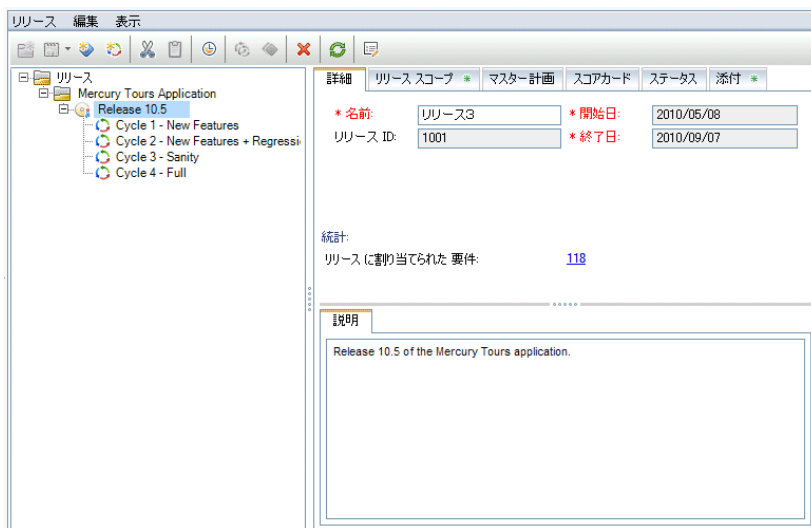 リリース 編集 表示
リリース
Mercury Tours Application
Release 10.5
Cycle 1 - New Features
Cycle 2 - New Features + Regressi
Cycle 3 - Sanity
Cycle 4 - Full
詳細 リリース スコープ * マスター計画 スコアカード ステータス 添付 *
* 名前: リリース3 * 開始日: 2010/05/08
リリース ID: 1001 * 終了日: 2010/09/07
統計:
リリース に割り当てられた 要件: 118
説明
Release 10.5 of the Mercury Tours application.